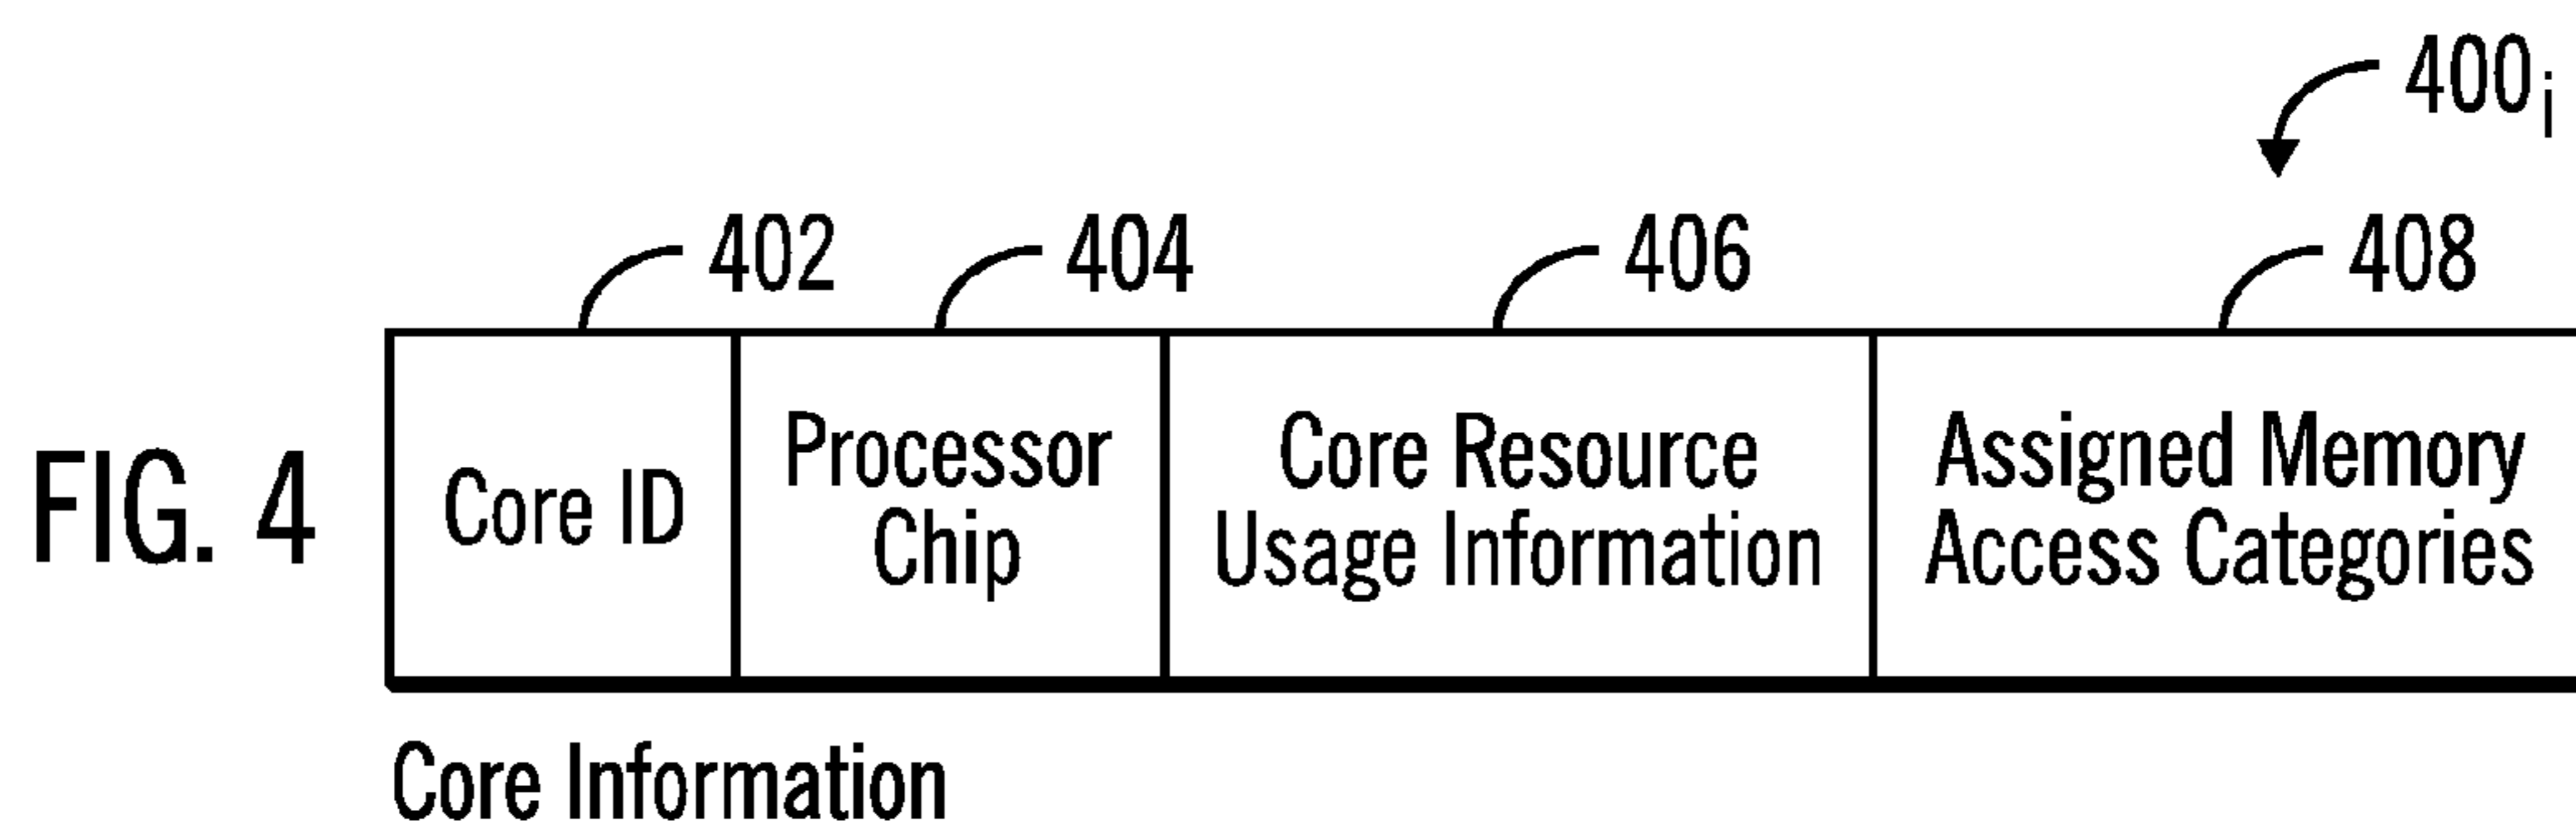 400i
402
404
406
408
FIG. 4
Core ID
Processor
Chip
Core Resource
Usage Information
Assigned Memory
Access Categories
Core Information